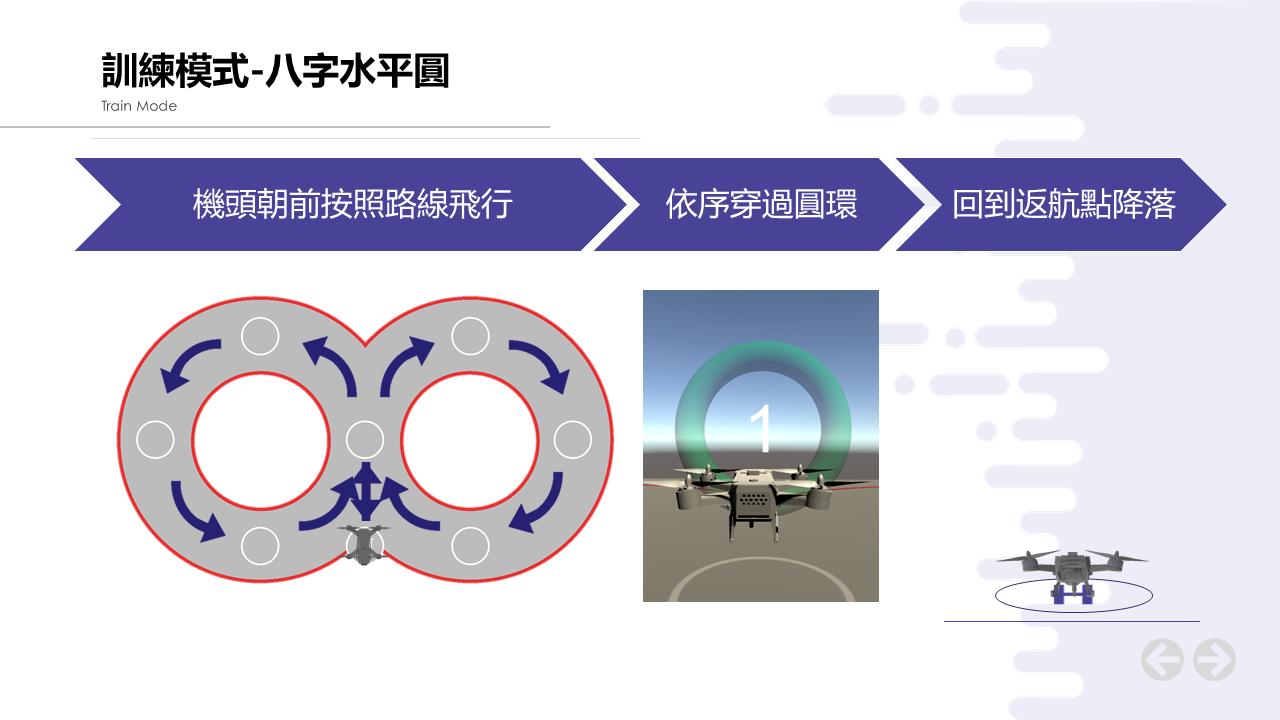 訓練模式-八字水平圓
Train Mode
機頭朝前按照路線飛行
依序穿過圓環
回到返航點降落
1